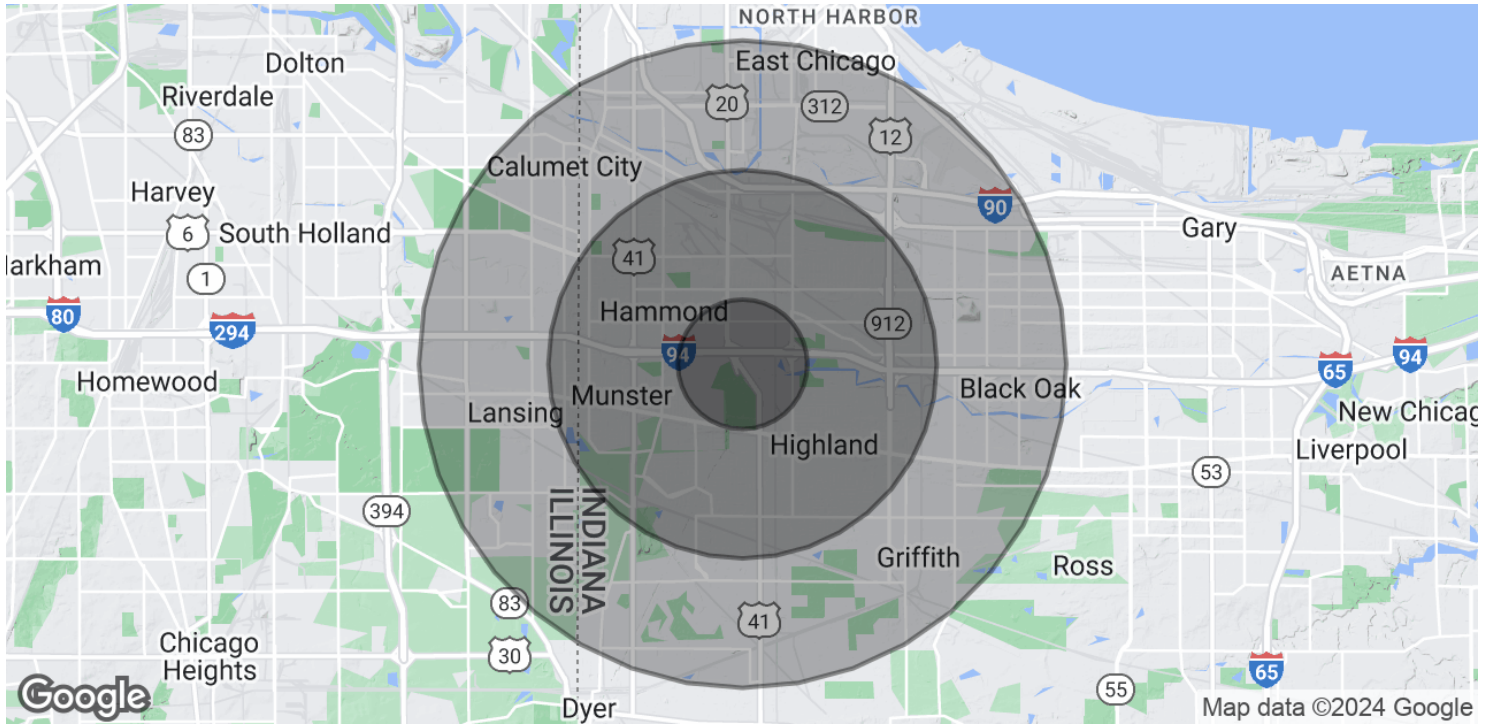 NORTH HARBOR
East Chicago
Dolton
Riverdale
20
312
12
83
Calumet City
Harvey
90
6
South Holland
Gary
41
arkham
1
AETNA
Hammond
80
294
912
94
94
65
Homewood
Munster
Black Oak
Lansing
New Chicag
Highland
Liverpool
53
394
INDIANA
ILLINOIS
Griffith
Ross
83
41
Chicago
Heights
30
65
55
Google
Dyer
Map data ©2024 Google